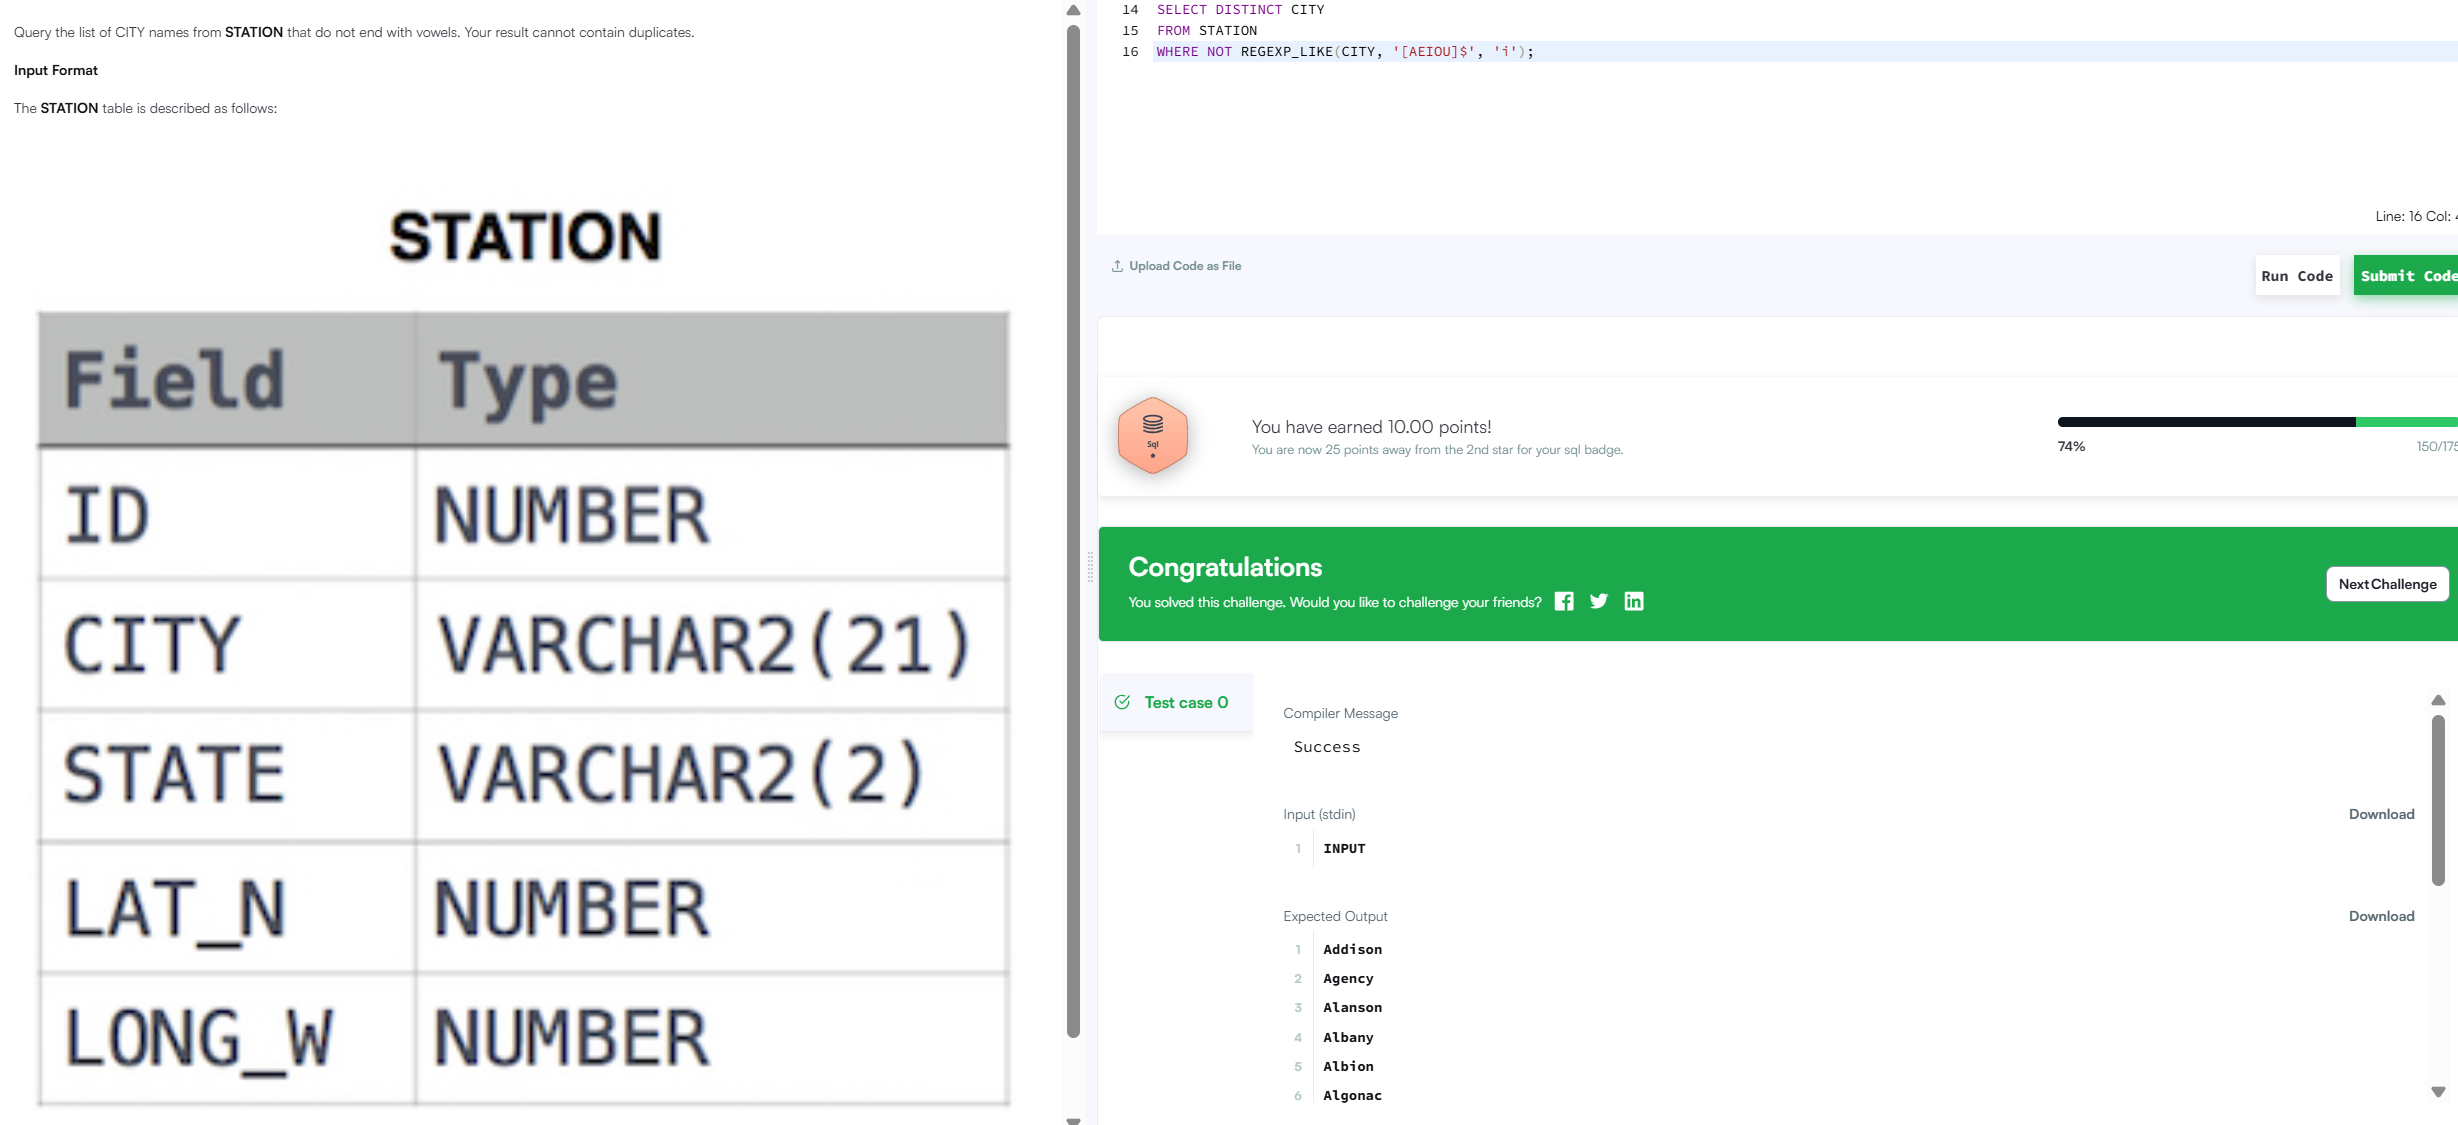 Query the list of CITY names from STATION that do not end with vowels. Your result cannot contain duplicates.
Input Format
The STATION table is described as follows:
STATION
Field Type
ID NUMBER
CITY VARCHAR2(21)
STATE VARCHAR2(2)
LAT_N NUMBER
LONG_W NUMBER
14 SELECT DISTINCT CITY
15 FROM STATION
16 WHERE NOT REGEXP_LIKE(CITY, '[AEIOU]$', 'i');
Line: 16 Col:
Upload Code as File
Run Code
Submit Code
Sql
You have earned 10.00 points!
You are now 25 points away from the 2nd star for your sql badge.
74%
150/175
Congratulations
You solved this challenge. Would you like to challenge your friends?
Next Challenge
Test case 0
Compiler Message
Success
Input (stdin)
Download
1 INPUT
Expected Output
Download
1 Addison
2 Agency
3 Alanson
4 Albany
5 Albion
6 Algonac